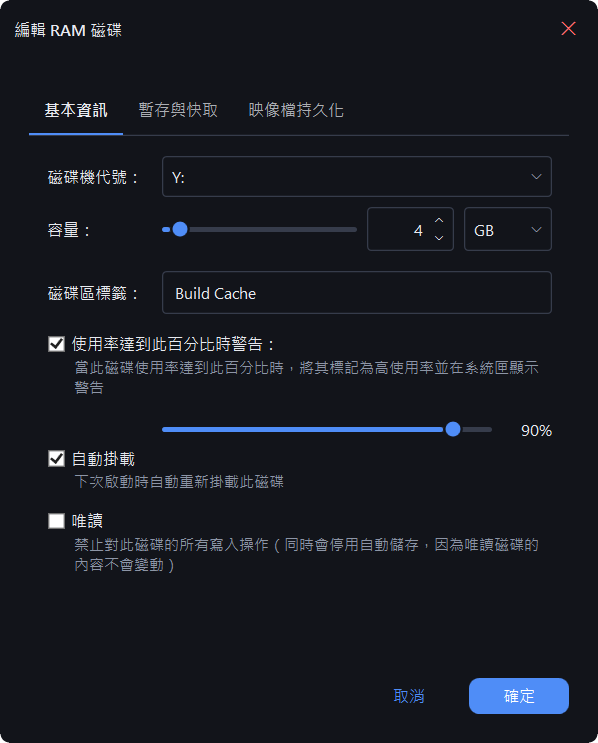 編輯 RAM 磁碟
基本資訊 暫存與快取 映像檔持久化
磁碟機代號： Y:
容量： 4 GB
磁碟區標籤： Build Cache
使用率達到此百分比時警告：
當此磁碟使用率達到此百分比時，將其標記為高使用率並在系統匣顯示
警告
90%
自動掛載
下次啟動時自動重新掛載此磁碟
唯讀
禁止對此磁碟的所有寫入操作（同時會停用自動儲存，因為唯讀磁碟的
內容不會變動）
取消 確定